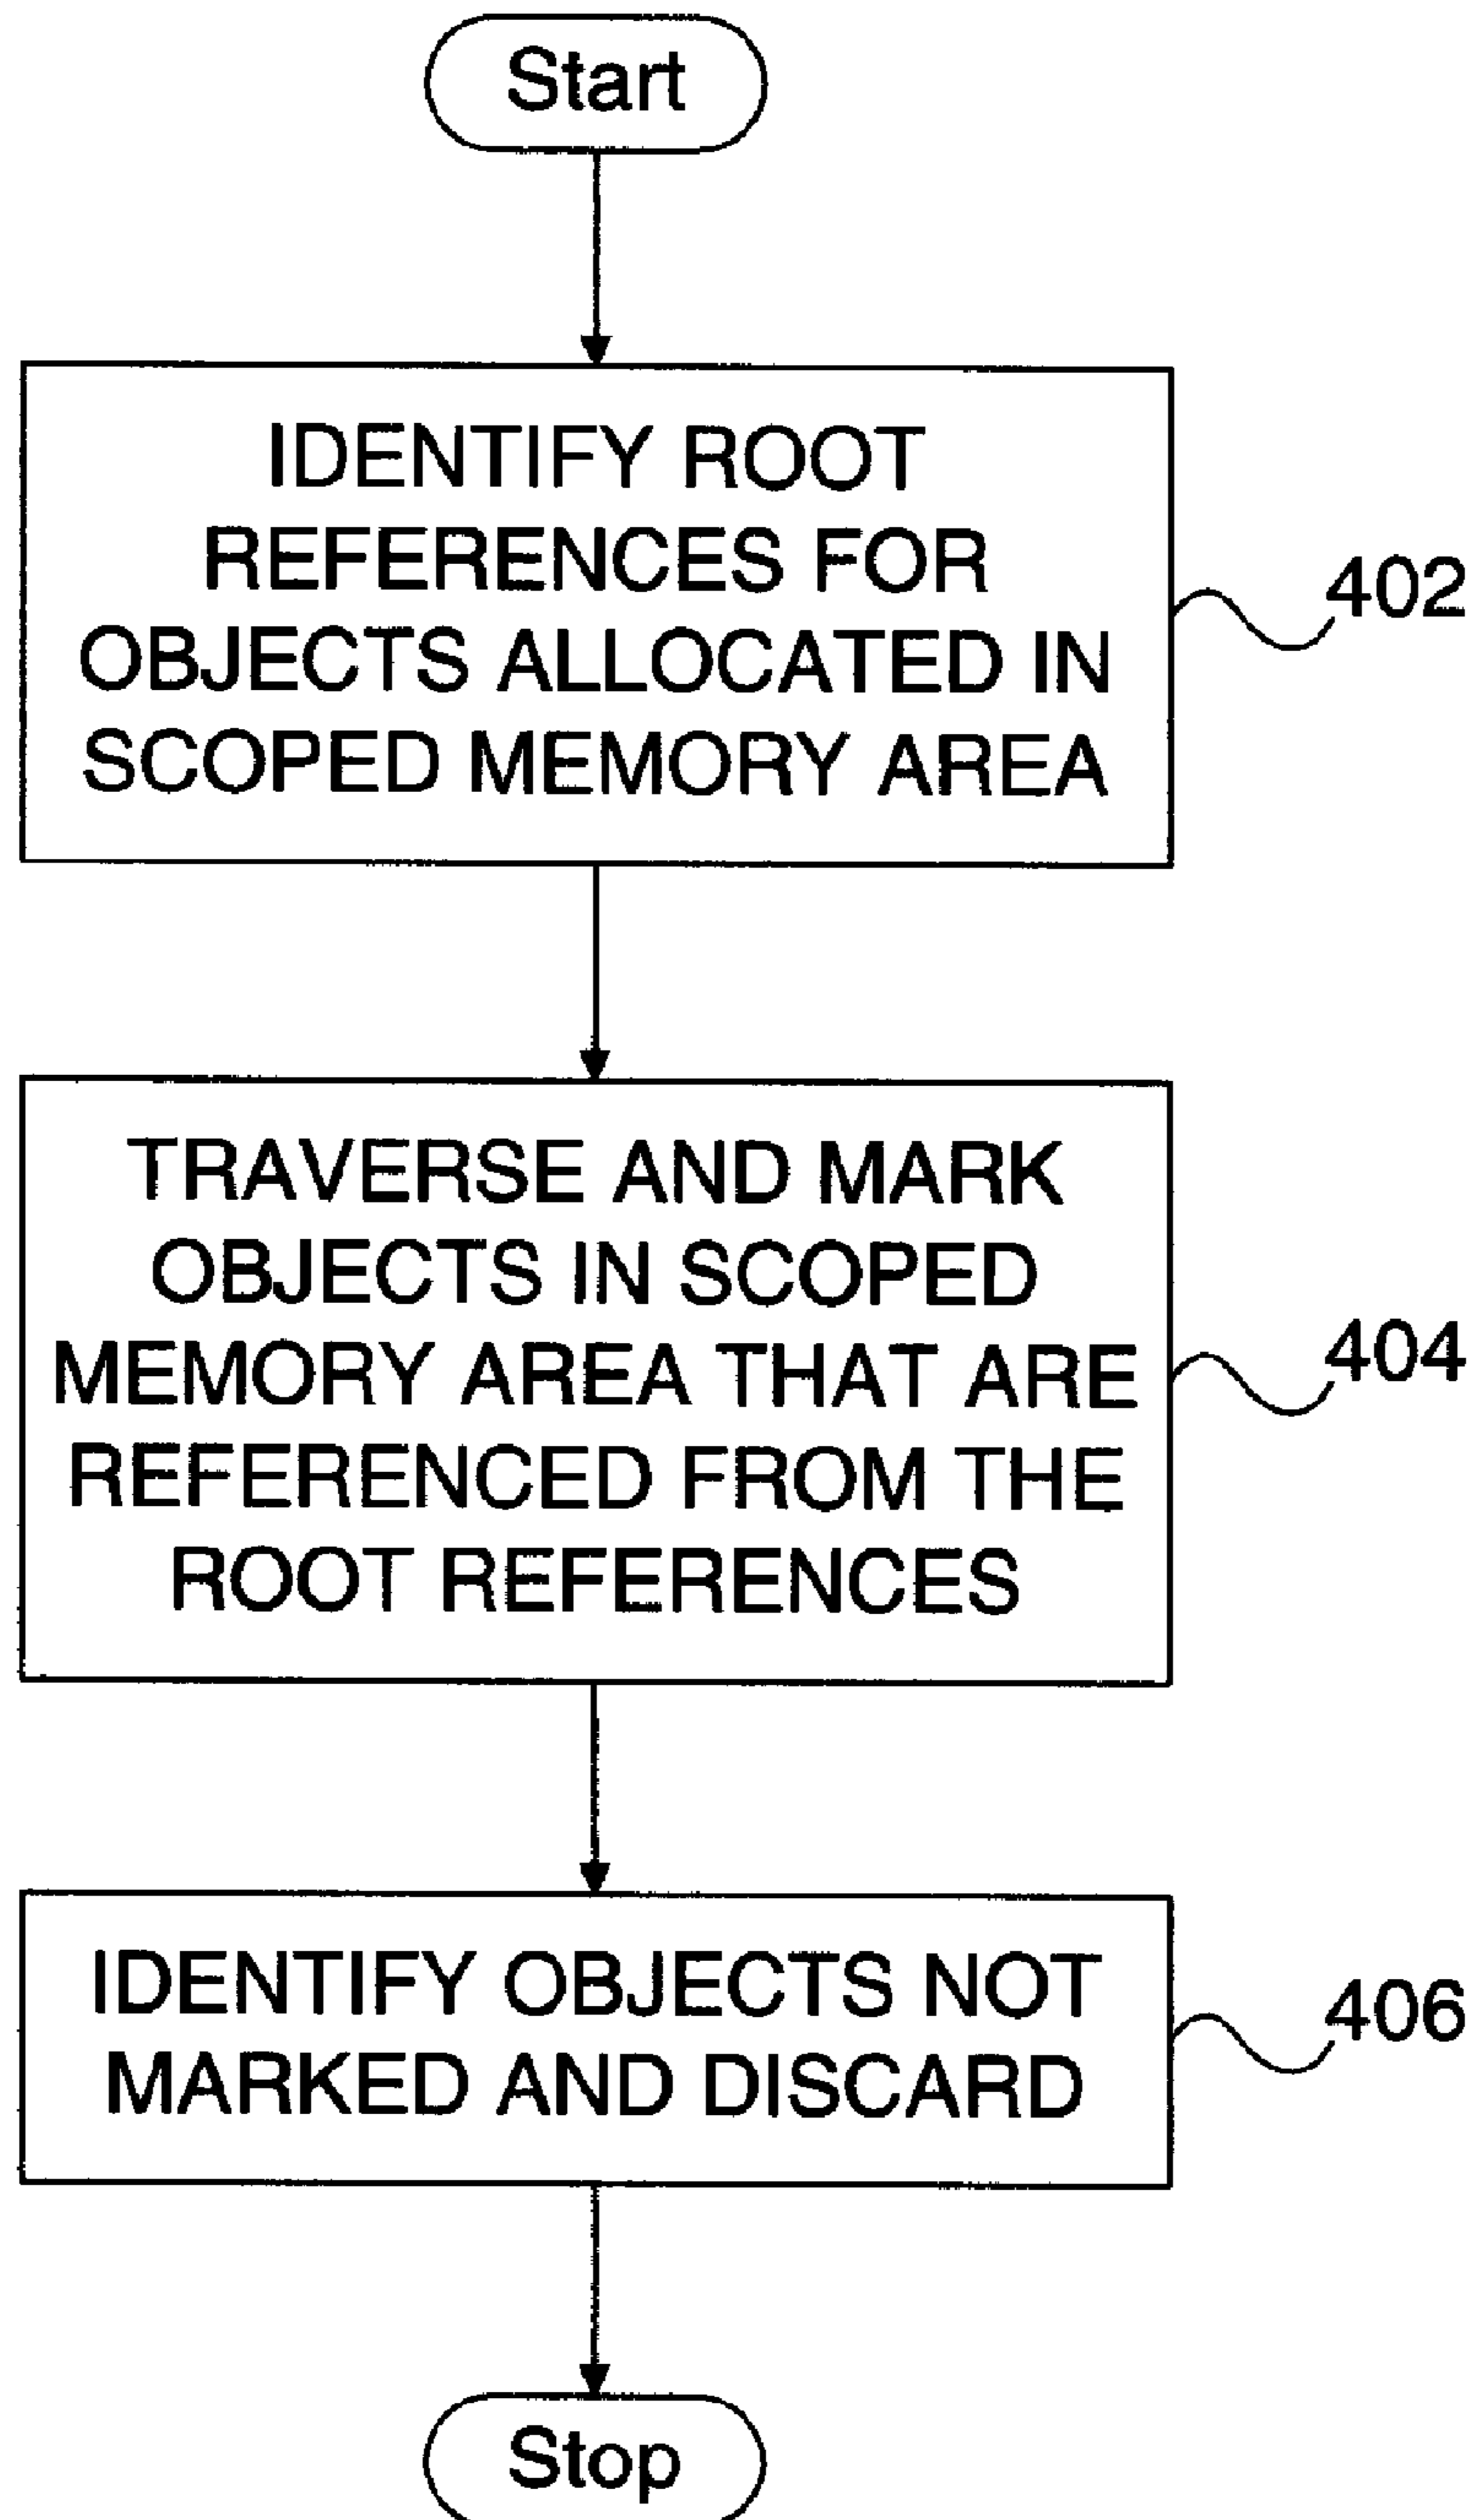 Start
IDENTIFY ROOT
REFERENCES FOR
OBJECTS ALLOCATED IN
SCOPED MEMORY AREA
402
TRAVERSE AND MARK
OBJECTS IN SCOPED
MEMORY AREA THAT ARE
REFERENCED FROM THE
ROOT REFERENCES
404
IDENTIFY OBJECTS NOT
MARKED AND DISCARD
406
Stop